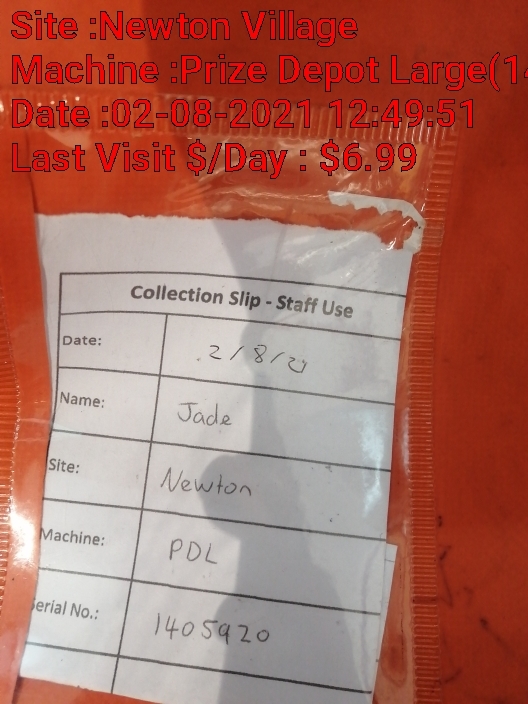 Site :Newton Village
Machine :Prize Depot Large(14
Date :02-08-2021 12:49:51
Last Visit $/Day : $6.99
Collection Slip - Staff Use
Date: 2/8/21
Name: Jade
Site: Newton
Machine: PDL
Serial No.: 1405920